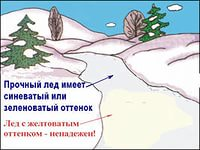 Прочный лед имеет
синеватый или
зеленоватый оттенок
Лед с желтоватым
оттенком - ненадежен!